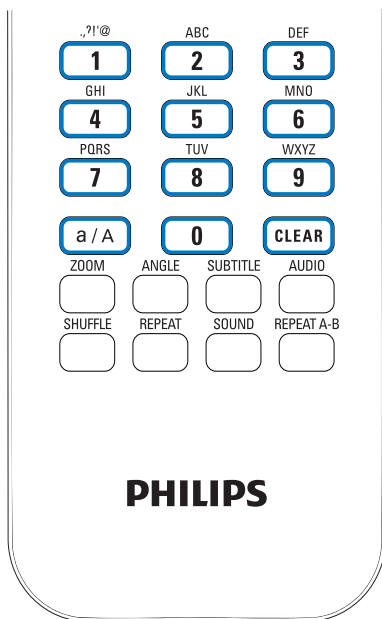 .,?!'@ ABC DEF
1 2 3
GHI JKL MNO
4 5 6
PQRS TUV WXYZ
7 8 9
a/A 0 CLEAR
ZOOM ANGLE SUBTITLE AUDIO
SHUFFLE REPEAT SOUND REPEAT A-B
PHILIPS